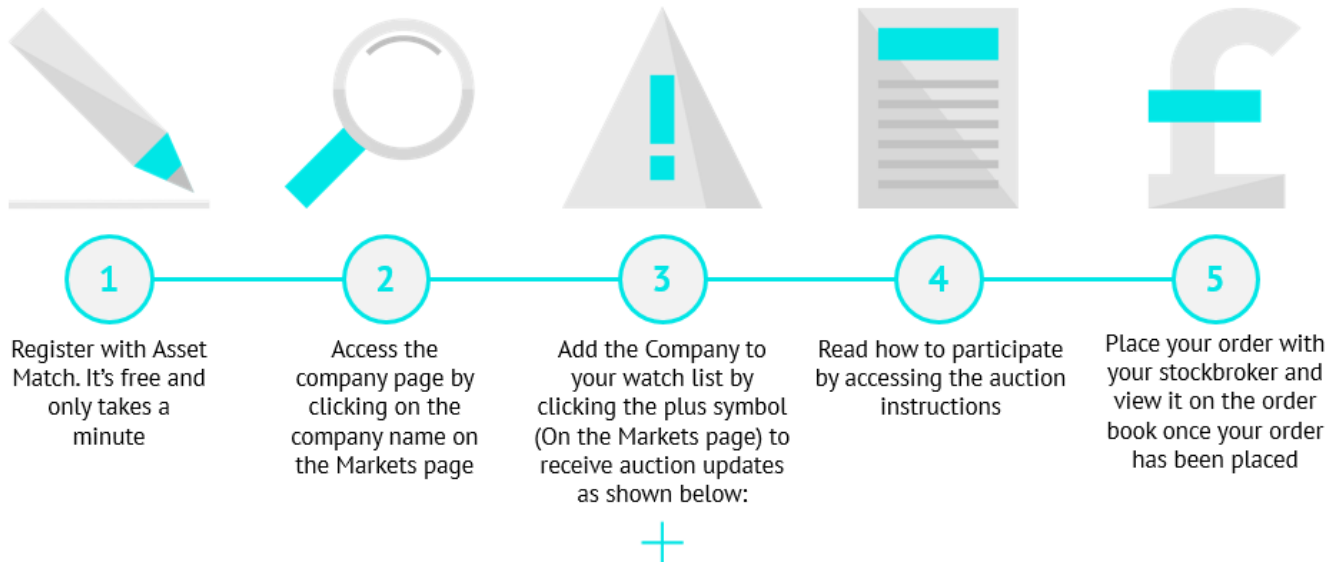 1
Register with Asset
Match. It's free and
only takes a
minute
2
Access the
company page by
clicking on the
company name on
the Markets page
3
Add the Company to
your watch list by
clicking the plus symbol
(On the Markets page) to
receive auction updates
as shown below:
4
Read how to participate
by accessing the auction
instructions
5
Place your order with
your stockbroker and
view it on the order
book once your order
has been placed